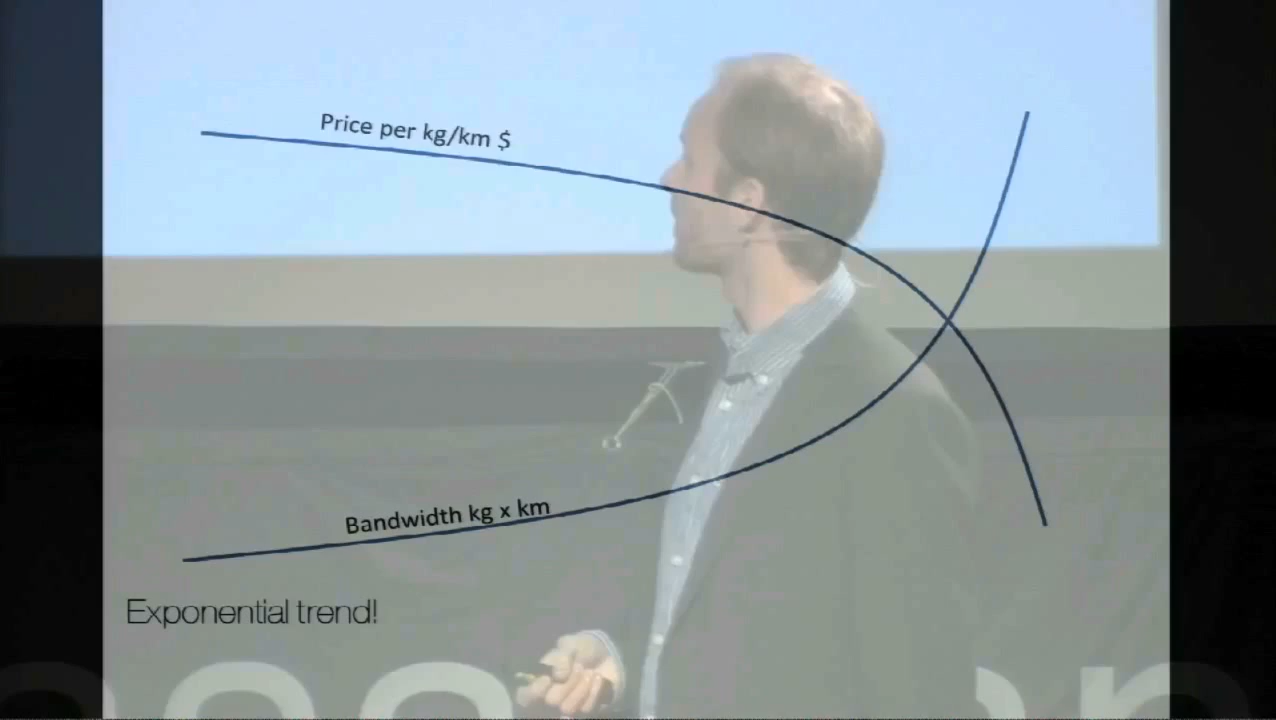 Price per kg/km $
Bandwidth kg x km
Exponential trend!